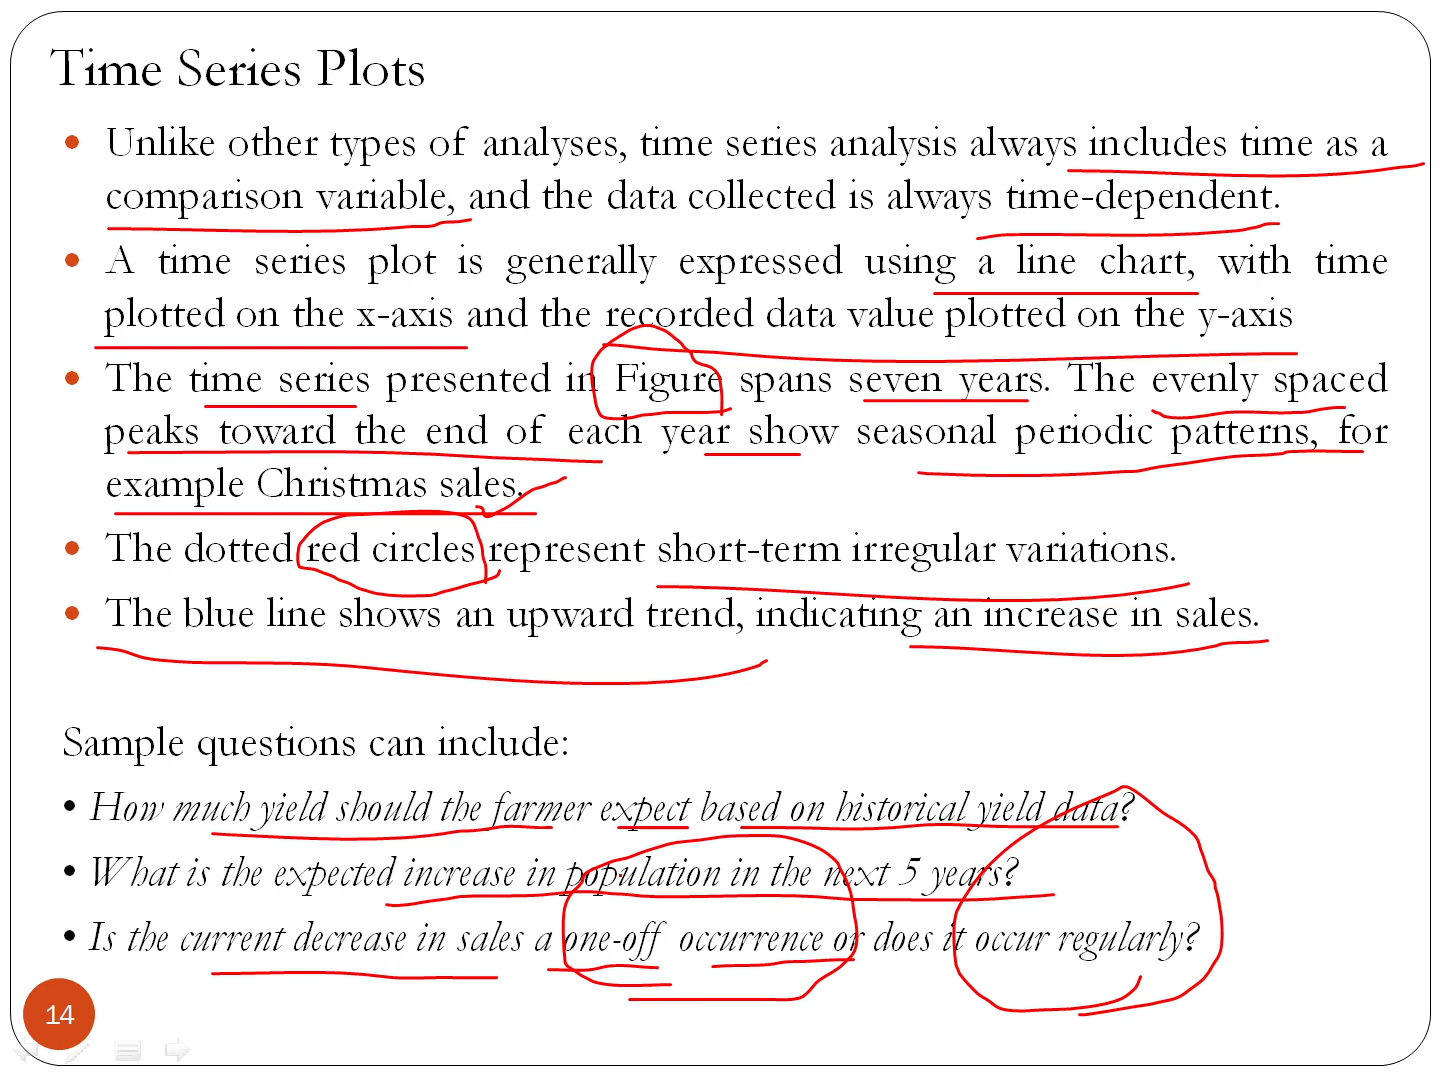 Time Series Plots
• Unlike other types of analyses, time series analysis always includes time as a
comparison variable, and the data collected is always time-dependent.
• A time series plot is generally expressed using a line chart, with time
plotted on the x-axis and the recorded data value plotted on the y-axis
• The time series presented in Figure spans seven years. The evenly spaced
peaks toward the end of each year show seasonal periodic patterns, for
example Christmas sales.
• The dotted red circles represent short-term irregular variations.
• The blue line shows an upward trend, indicating an increase in sales.
Sample questions can include:
• How much yield should the farmer expect based on historical yield data?
• What is the expected increase in population in the next 5 years?
• Is the current decrease in sales a one-off occurrence or does it occur regularly?
14